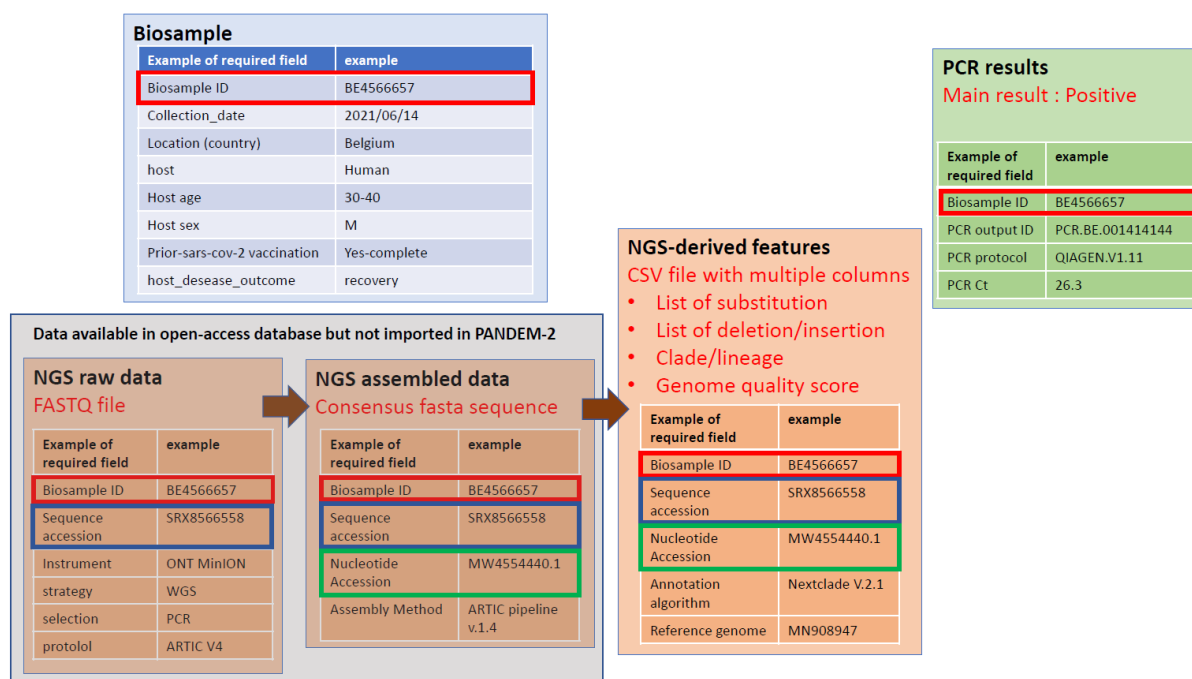 Biosample
Example of required field example
Biosample ID BE4566657
Collection_date 2021/06/14
Location (country) Belgium
host Human
Host age 30-40
Host sex M
Prior-sars-cov-2 vaccination Yes-complete
host_desease_outcome recovery
PCR results
Main result : Positive
Example of required field example
Biosample ID BE4566657
PCR output ID PCR.BE.001414144
PCR protocol QIAGEN.V1.11
PCR Ct 26.3
Data available in open-access database but not imported in PANDEM-2
NGS raw data
FASTQ file
Example of required field example
Biosample ID BE4566657
Sequence accession SRX8566558
Instrument ONT MinION
strategy WGS
selection PCR
protolol ARTIC V4
NGS assembled data
Consensus fasta sequence
Example of required field example
Biosample ID BE4566657
Sequence accession SRX8566558
Nucleotide Accession MW4554440.1
Assembly Method ARTIC pipeline v.1.4
NGS-derived features
CSV file with multiple columns
• List of substitution
• List of deletion/insertion
• Clade/lineage
• Genome quality score
Example of required field example
Biosample ID BE4566657
Sequence accession SRX8566558
Nucleotide Accession MW4554440.1
Annotation algorithm Nextclade V.2.1
Reference genome MN908947